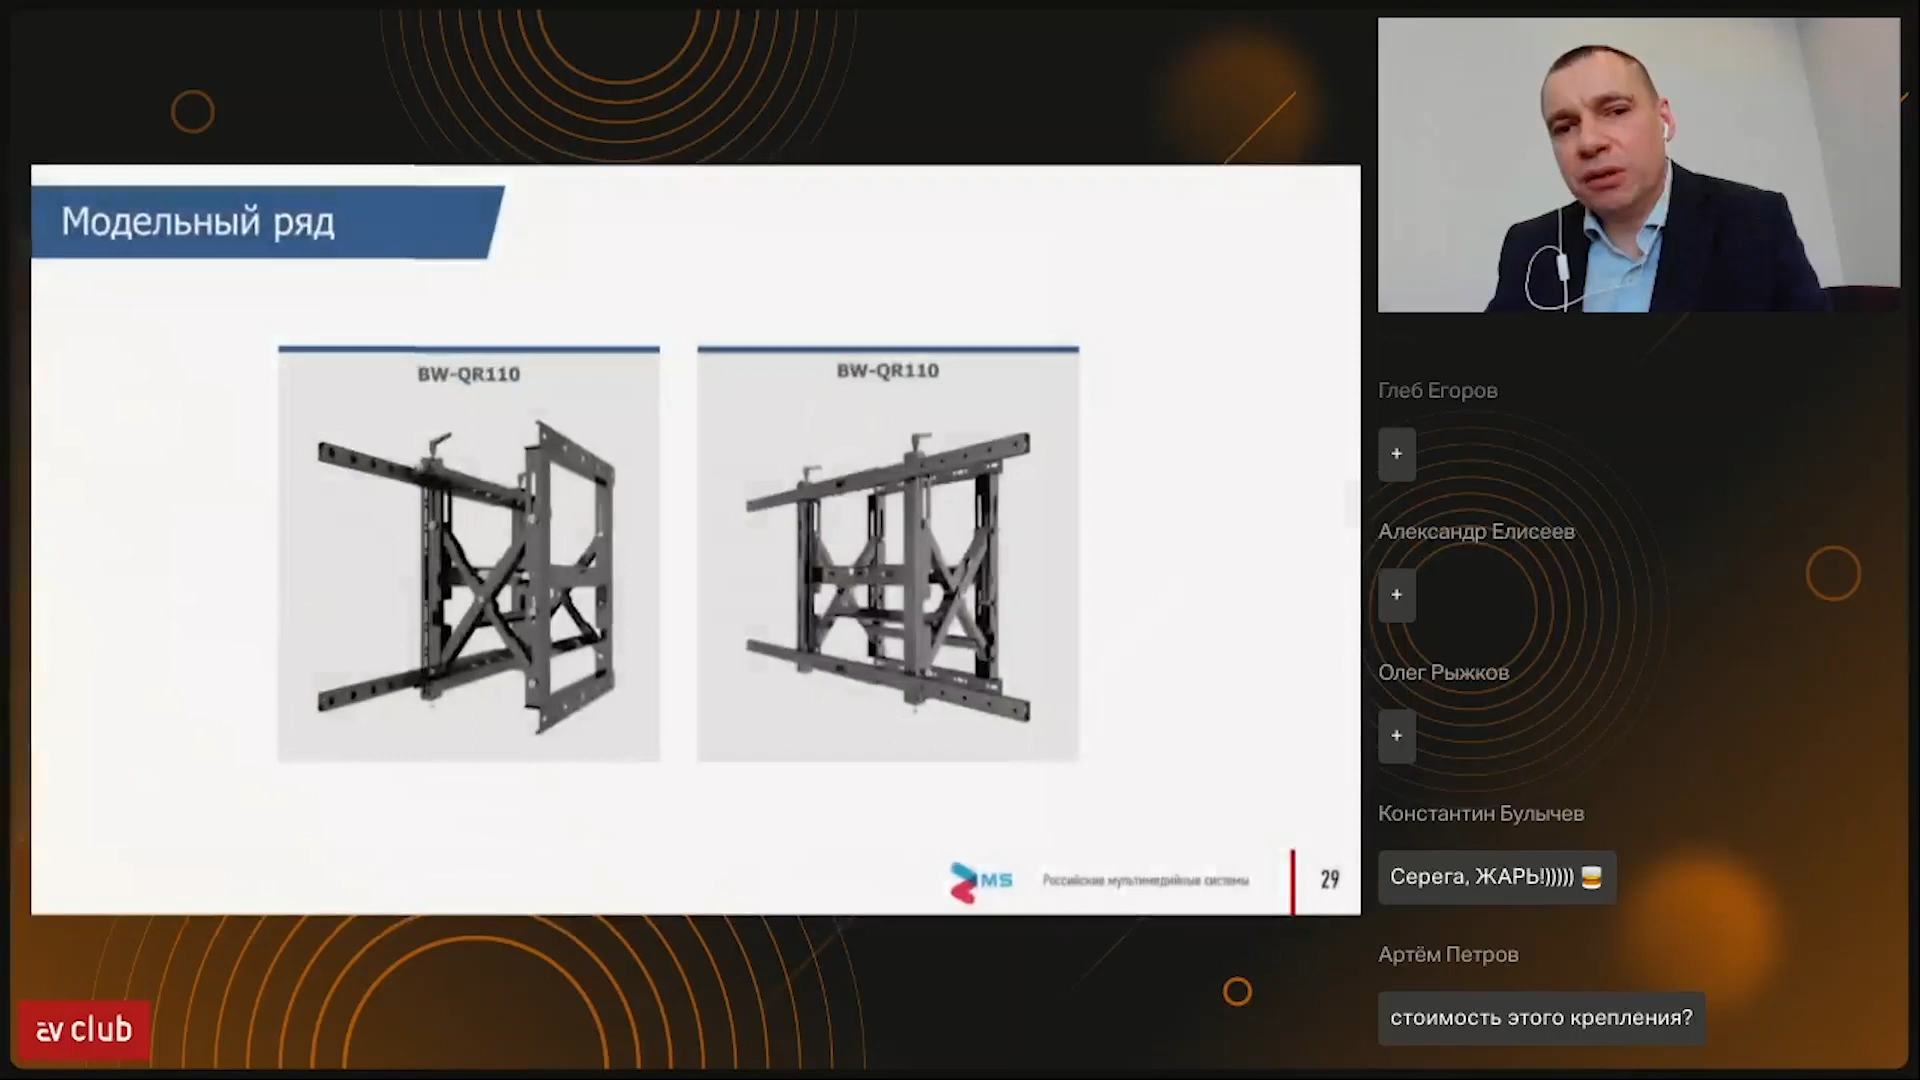 Модельный ряд
BW-QR110
BW-QR110
MS
Российские мультимедийные системы
29
av club
Глеб Егоров
+
Александр Елисеев
+
Олег Рыжков
+
Константин Булычев
Серега, ЖАРЬ!))))) 🥃
Артём Петров
стоимость этого крепления?